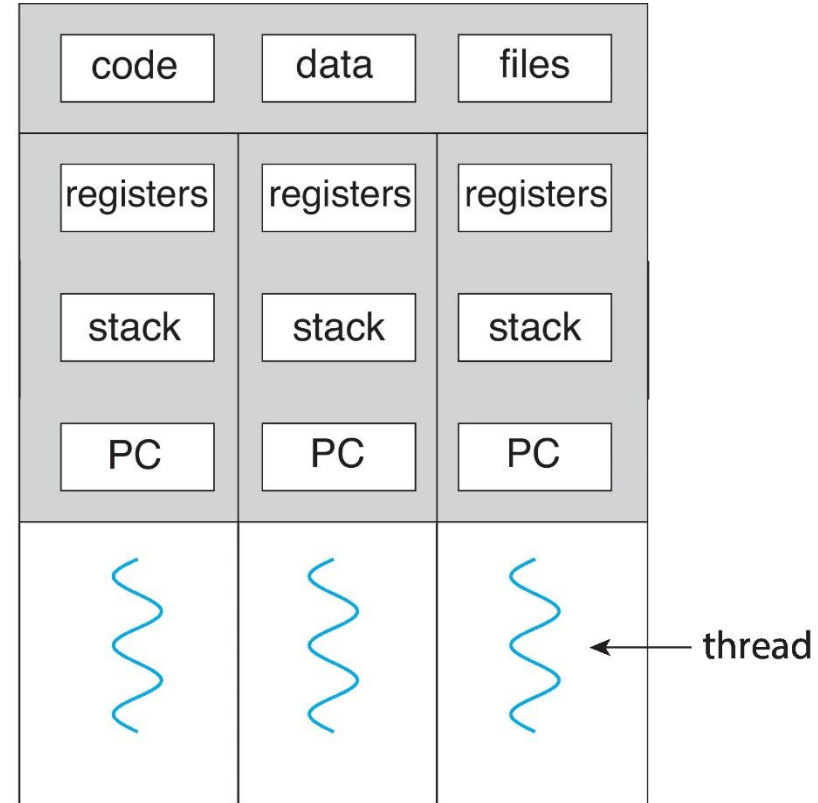 code data files
registers registers registers
stack stack stack
PC PC PC
thread